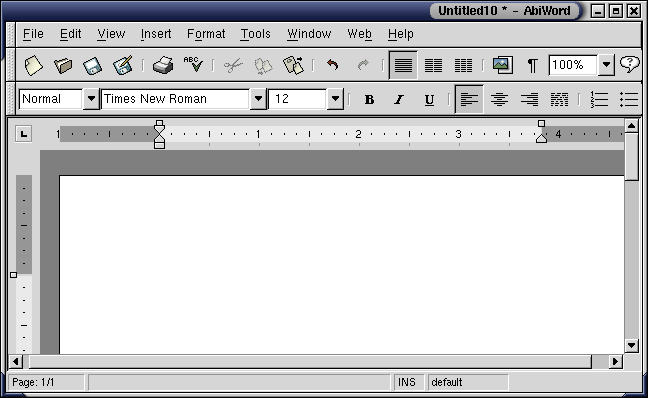 Untitled10 * - AbiWord
File Edit View Insert Format Tools Window Web Help
ABC ¶ 100% ?
Normal Times New Roman 12 B I U
L 1 1 2 3 4
Page: 1/1 INS default